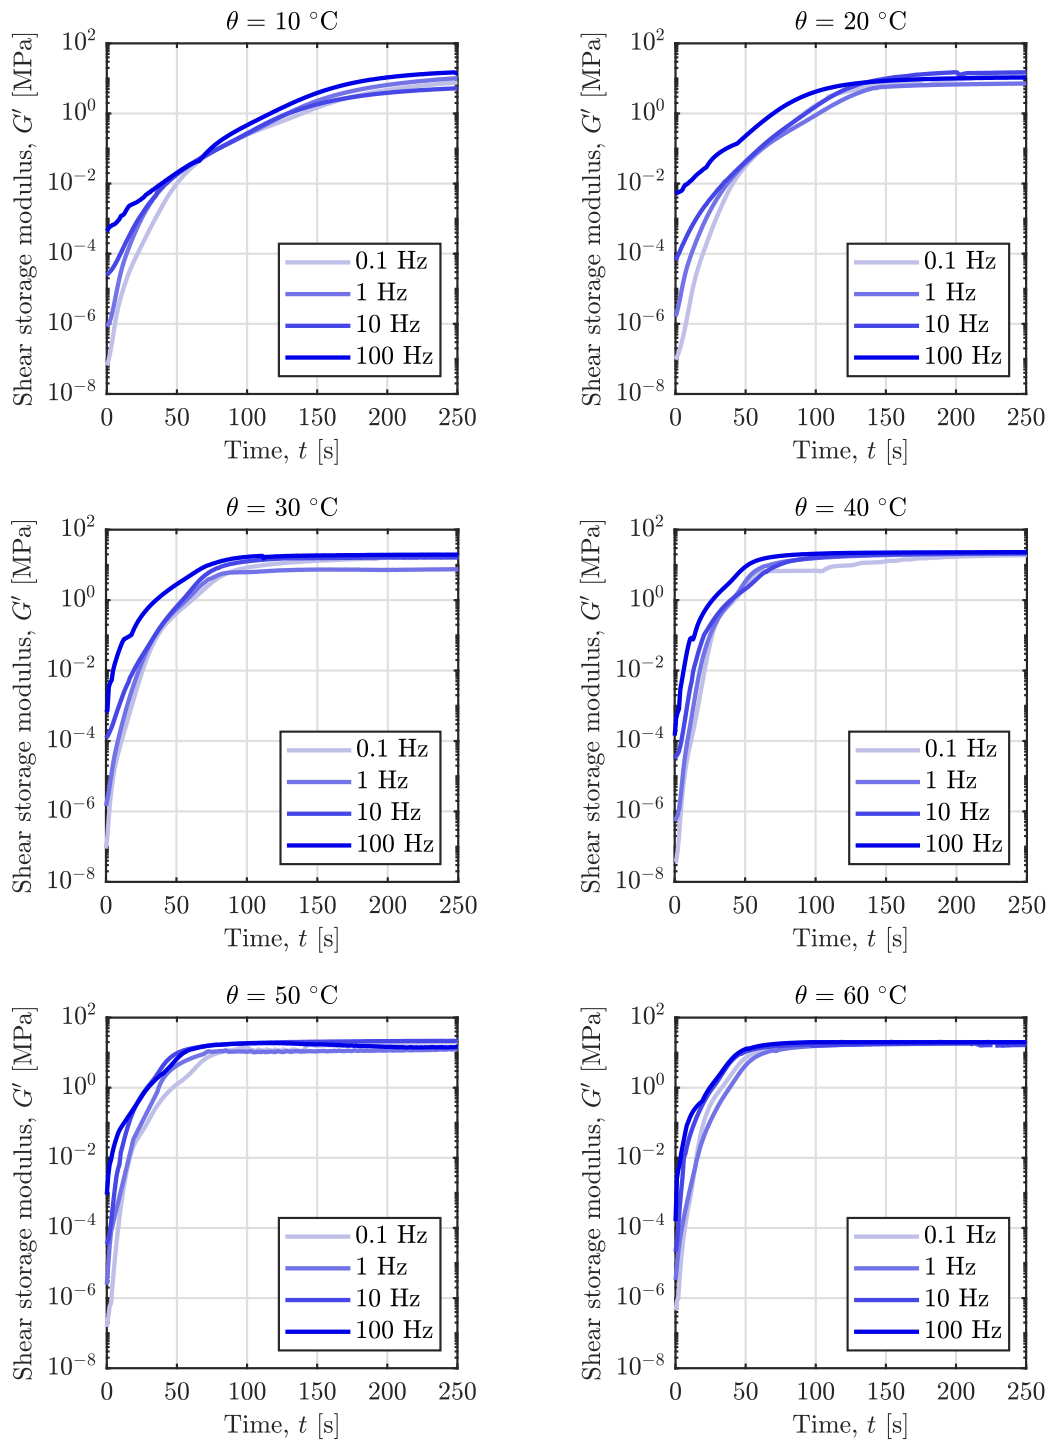 θ = 10 °C
Shear storage modulus, G′ [MPa]
10^2
10^0
10^−2
10^−4
10^−6
10^−8
0.1 Hz
1 Hz
10 Hz
100 Hz
0 50 100 150 200 250
Time, t [s]
θ = 20 °C
Shear storage modulus, G′ [MPa]
10^2
10^0
10^−2
10^−4
10^−6
10^−8
0.1 Hz
1 Hz
10 Hz
100 Hz
0 50 100 150 200 250
Time, t [s]
θ = 30 °C
Shear storage modulus, G′ [MPa]
10^2
10^0
10^−2
10^−4
10^−6
10^−8
0.1 Hz
1 Hz
10 Hz
100 Hz
0 50 100 150 200 250
Time, t [s]
θ = 40 °C
Shear storage modulus, G′ [MPa]
10^2
10^0
10^−2
10^−4
10^−6
10^−8
0.1 Hz
1 Hz
10 Hz
100 Hz
0 50 100 150 200 250
Time, t [s]
θ = 50 °C
Shear storage modulus, G′ [MPa]
10^2
10^0
10^−2
10^−4
10^−6
10^−8
0.1 Hz
1 Hz
10 Hz
100 Hz
0 50 100 150 200 250
Time, t [s]
θ = 60 °C
Shear storage modulus, G′ [MPa]
10^2
10^0
10^−2
10^−4
10^−6
10^−8
0.1 Hz
1 Hz
10 Hz
100 Hz
0 50 100 150 200 250
Time, t [s]